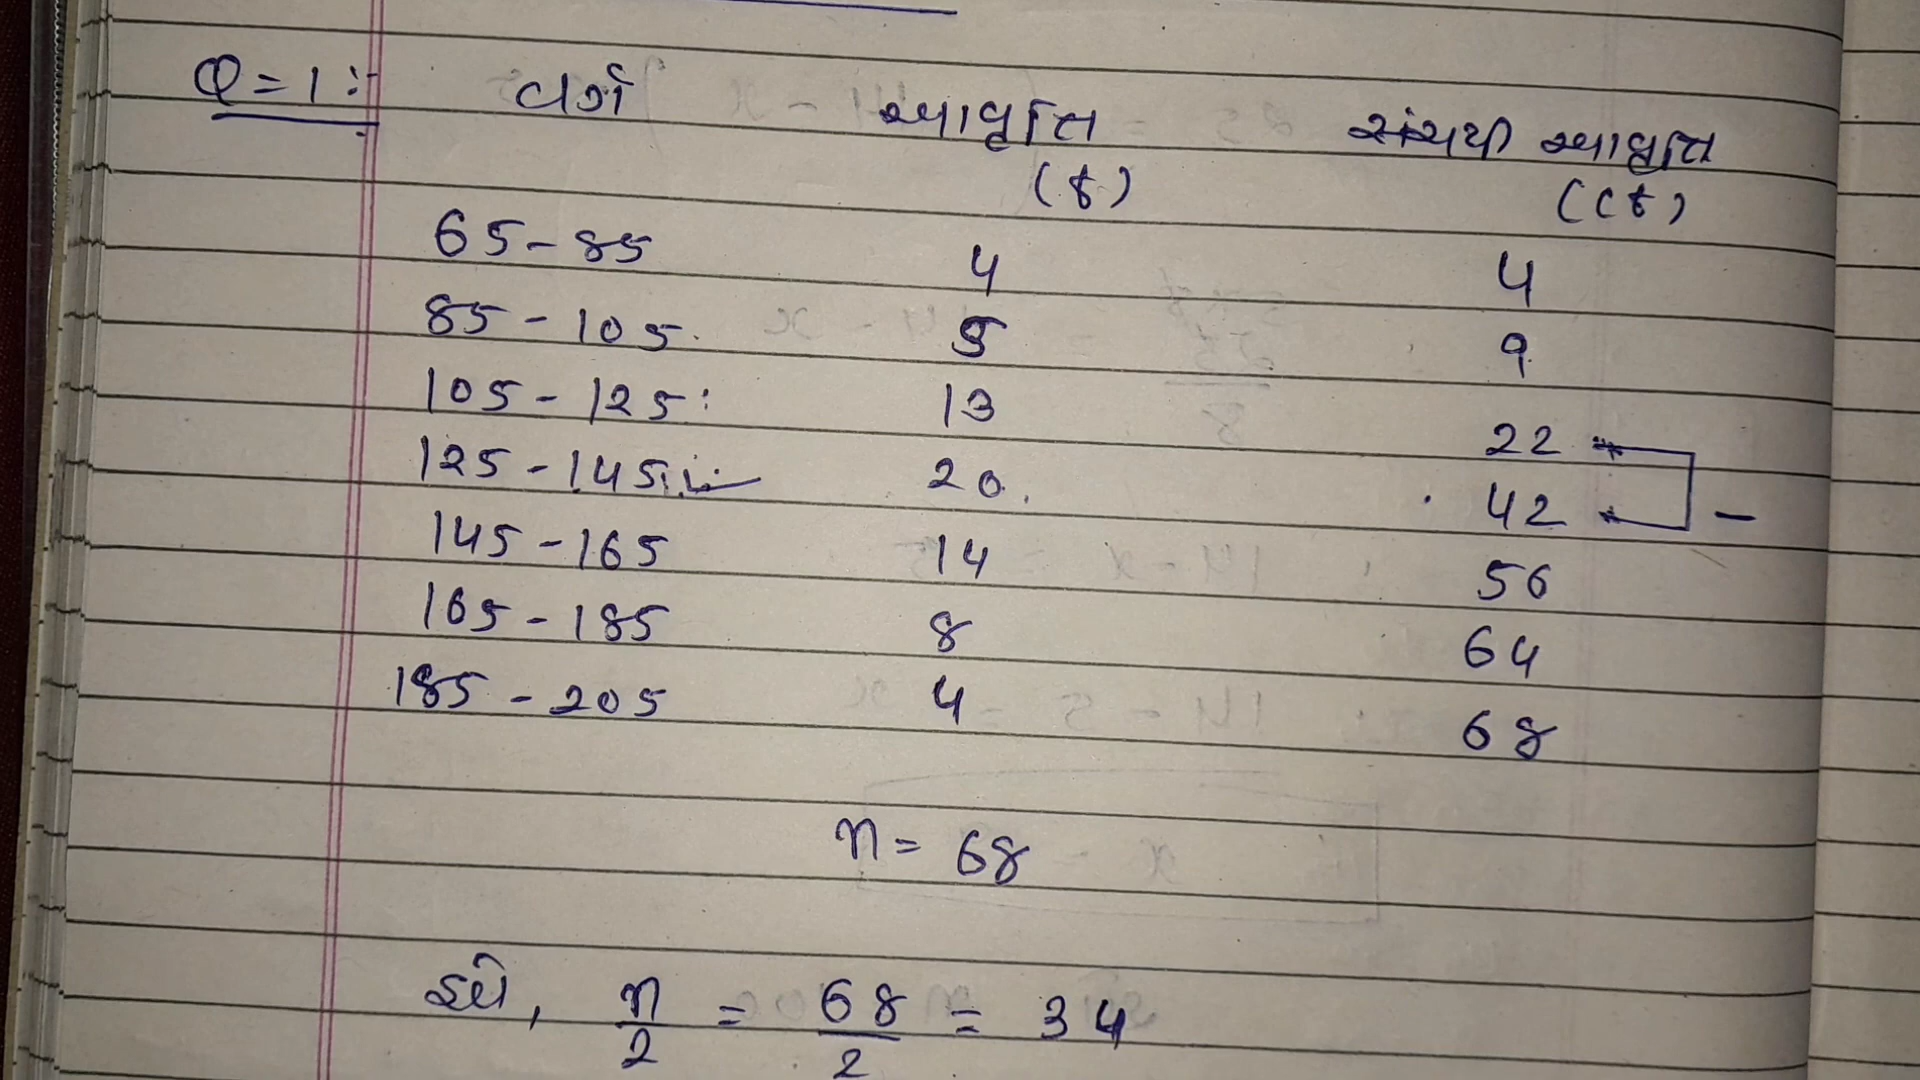 Q=1:- વર્ગ આવૃત્તિ સંચયી આવૃત્તિ
(f) (cf)
65-85 4 4
85-105 5 9
105-125 13 22
125-145 20 42
145-165 14 56
165-185 8 64
185-205 4 68
n = 68
હવે, n/2 = 68/2 = 34